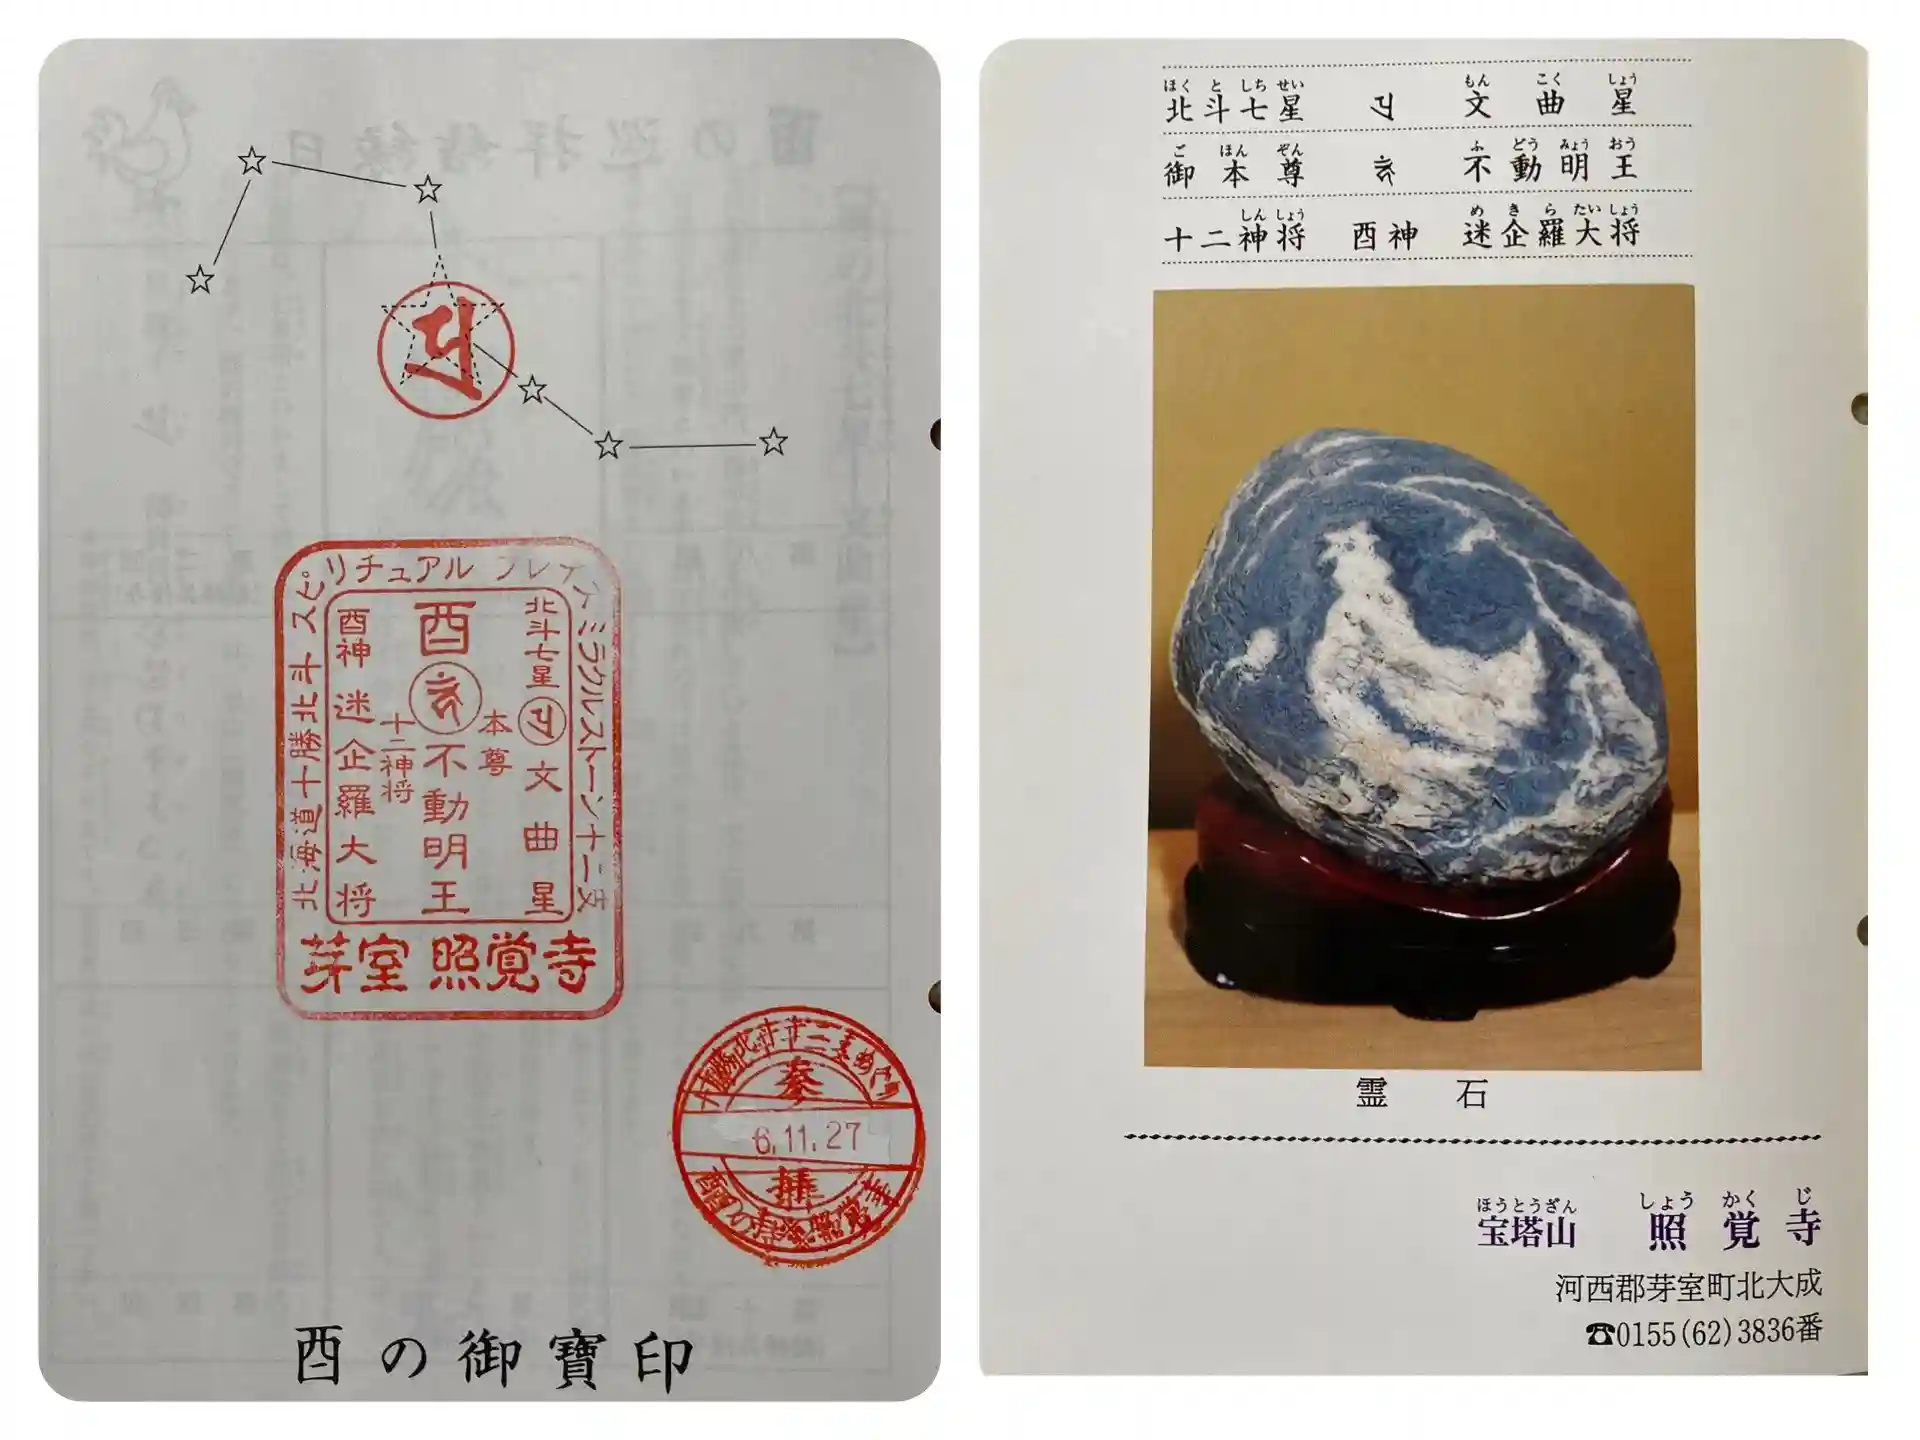 スピリチュアル プレイス ミラクルストーン十二支
北海道十勝北斗
酉
北斗七星 文曲星
本尊
不動明王
十二神将
酉神 迷企羅大将
芽室 照覚寺
参
6.11.27
拝
酉の御寶印
ほくとしちせい もんこくしょう
北斗七星 文曲星
ごほんぞん ふどうみょうおう
御本尊 不動明王
しんしょう めきらたいしょう
十二神将 酉神 迷企羅大将
霊石
ほうとうざん しょうかくじ
宝塔山 照覚寺
河西郡芽室町北大成
☎0155(62)3836番